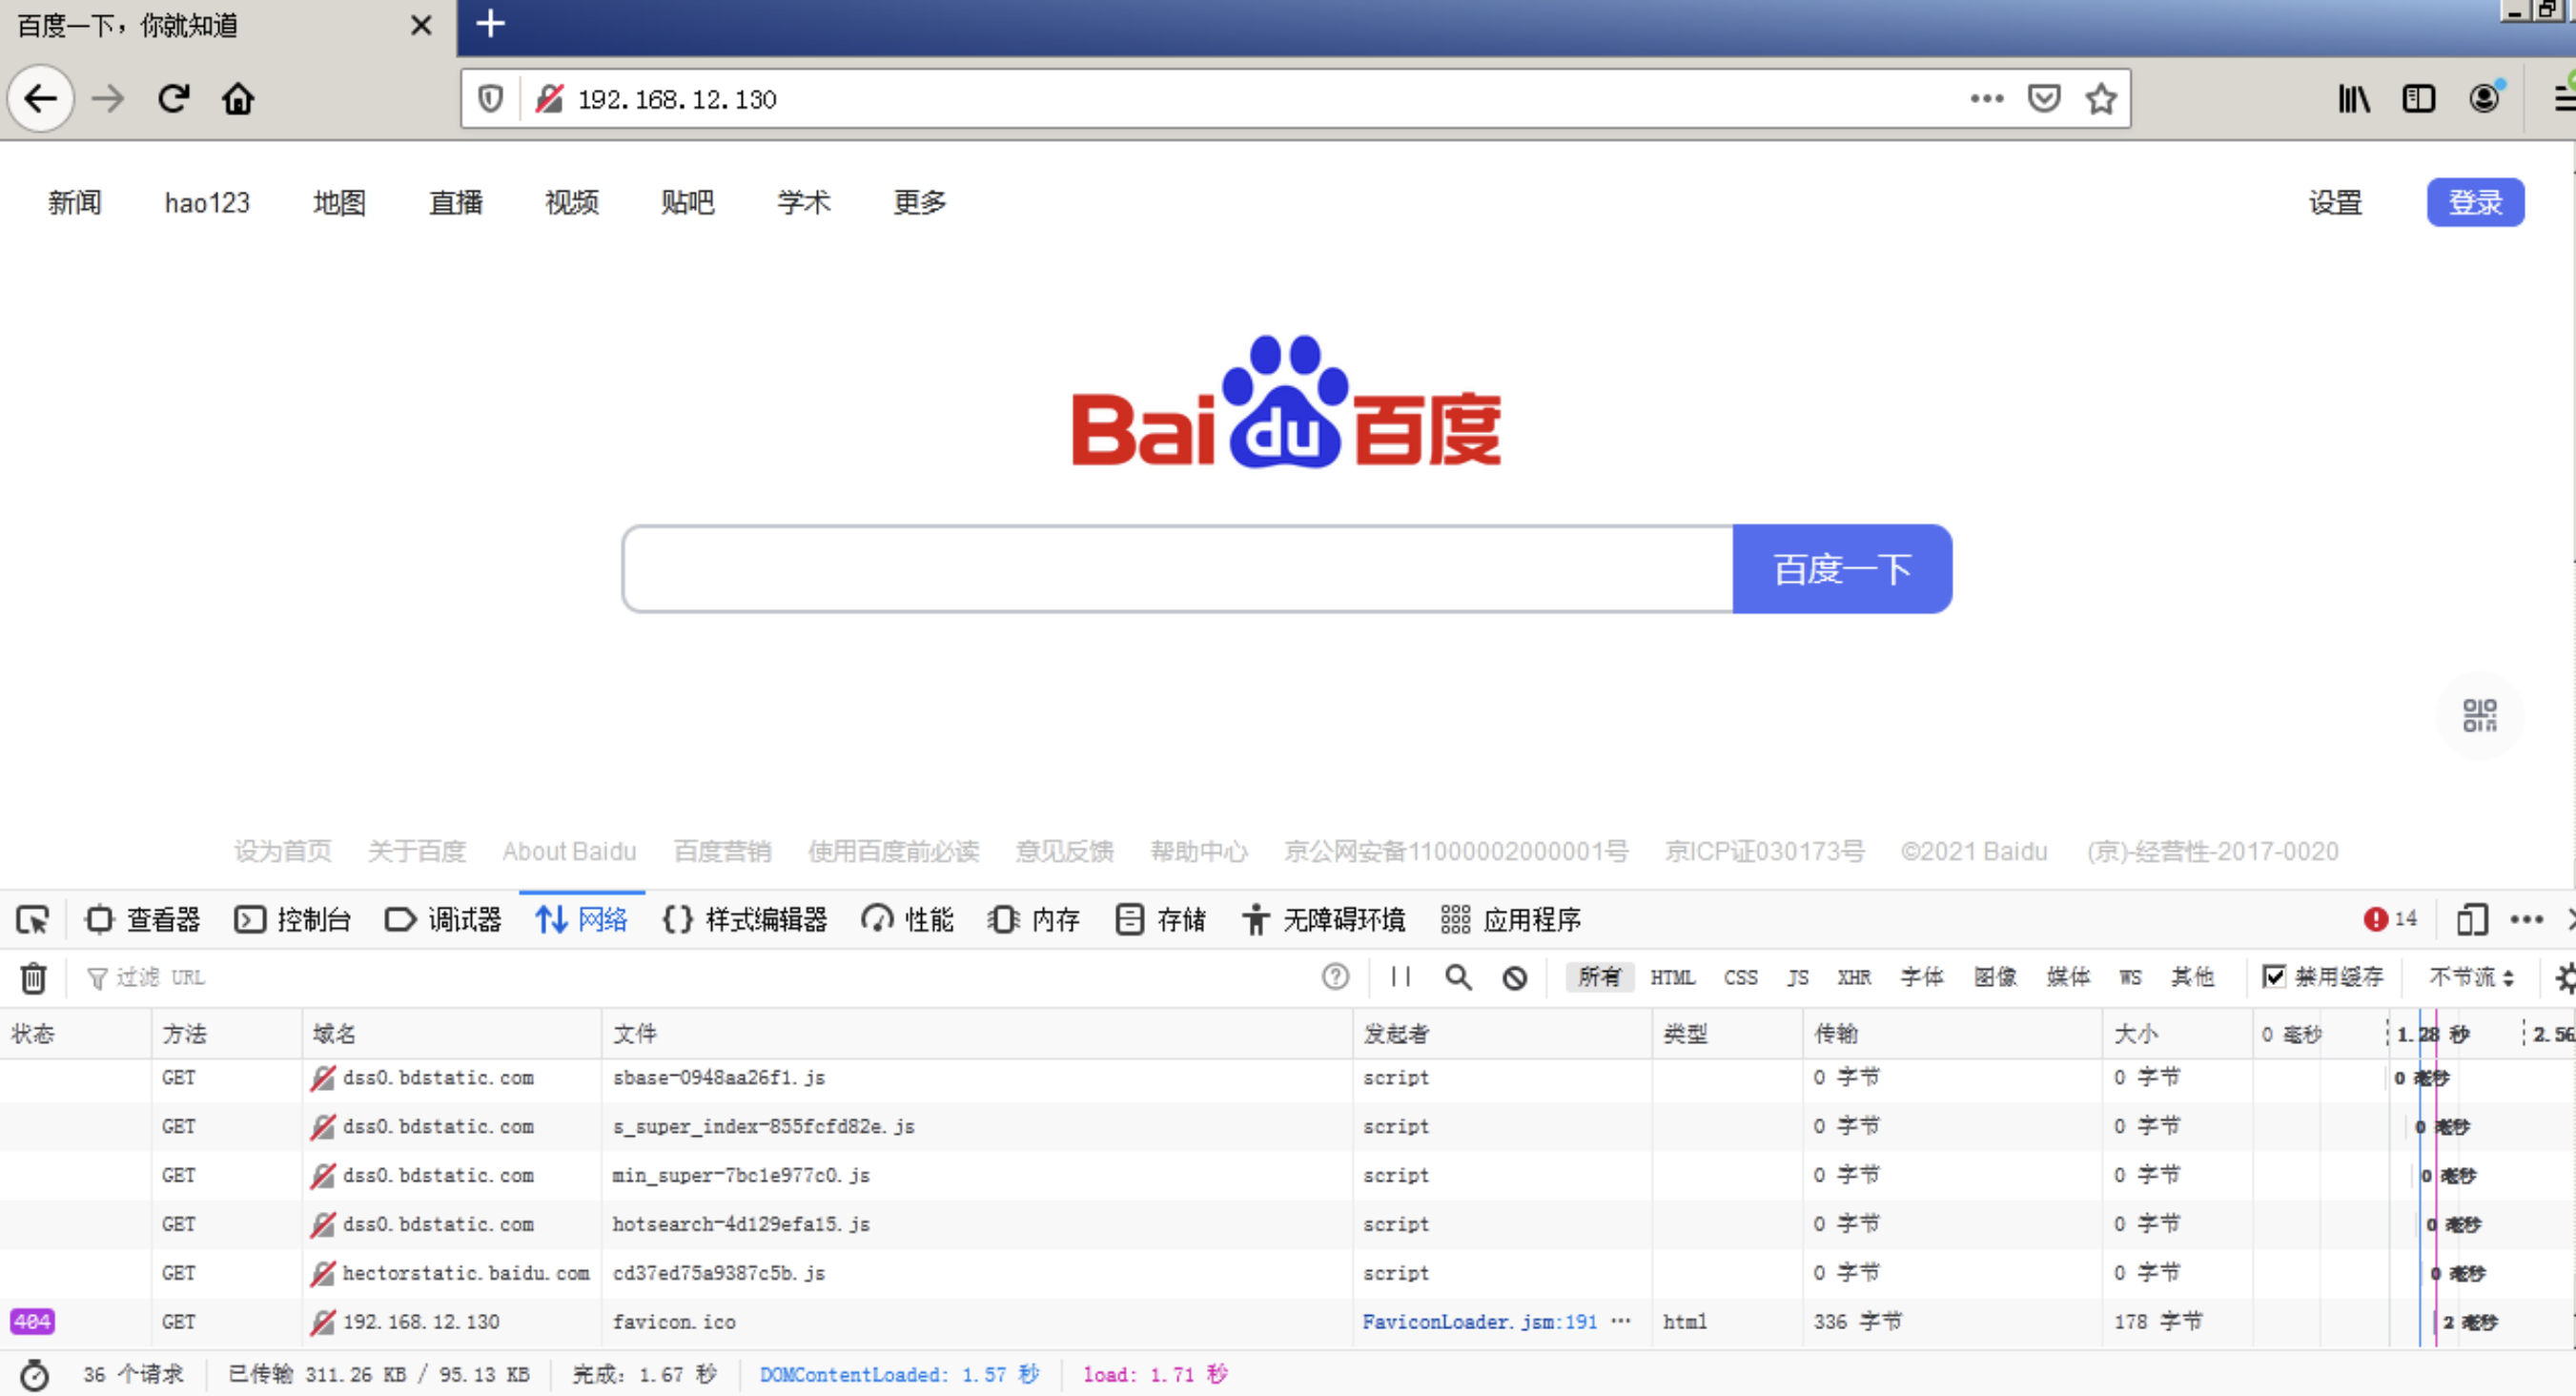 百度一下，你就知道
192.168.12.130
新闻 hao123 地图 直播 视频 贴吧 学术 更多 设置 登录
Bai du 百度
百度一下
设为首页 关于百度 About Baidu 百度营销 使用百度前必读 意见反馈 帮助中心 京公网安备11000002000001号 京ICP证030173号 ©2021 Baidu (京)-经营性-2017-0020
查看器 控制台 调试器 网络 样式编辑器 性能 内存 存储 无障碍环境 应用程序 14
过滤 URL 所有 HTML CSS JS XHR 字体 图像 媒体 WS 其他 禁用缓存 不节流
状态 方法 域名 文件 发起者 类型 传输 大小 0 毫秒 1.28 秒 2.56
GET dss0.bdstatic.com sbase-0948aa26f1.js script 0 字节 0 字节 0 毫秒
GET dss0.bdstatic.com s_super_index-855fcfd82e.js script 0 字节 0 字节 0 毫秒
GET dss0.bdstatic.com min_super-7bc1e977c0.js script 0 字节 0 字节 0 毫秒
GET dss0.bdstatic.com hotsearch-4d129efa15.js script 0 字节 0 字节 0 毫秒
GET hectorstatic.baidu.com cd37ed75a9387c5b.js script 0 字节 0 字节 0 毫秒
404 GET 192.168.12.130 favicon.ico FaviconLoader.jsm:191 ... html 336 字节 178 字节 2 毫秒
36 个请求 已传输 311.26 KB / 95.13 KB 完成：1.67 秒 DOMContentLoaded: 1.57 秒 load: 1.71 秒